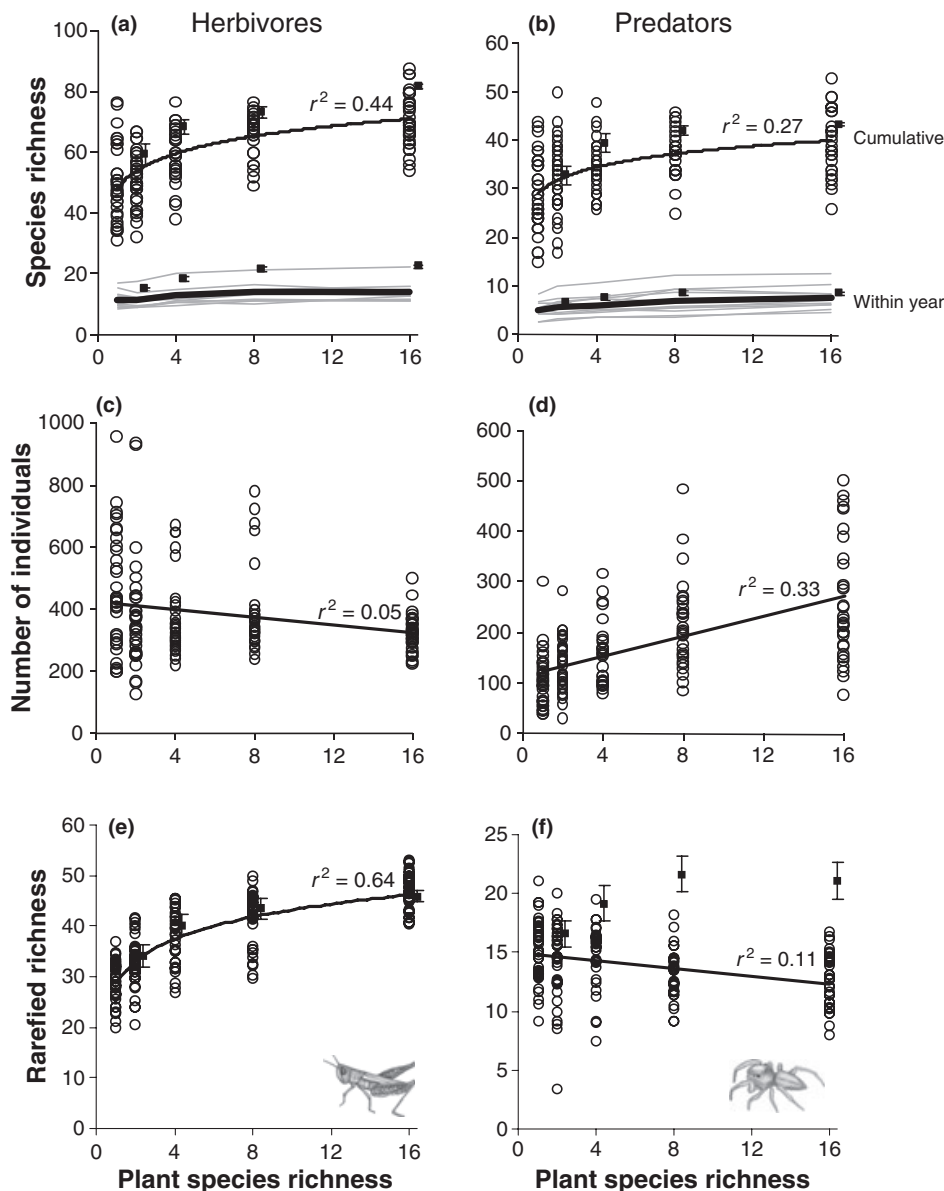 (a) Herbivores
(b) Predators
Species richness
100
80
60
40
20
0
r² = 0.44
0 4 8 12 16
60
50
40
30
20
10
0
r² = 0.27
Cumulative
Within year
0 4 8 12 16
(c)
Number of individuals
1000
800
600
400
200
0
r² = 0.05
0 4 8 12 16
(d)
600
500
400
300
200
100
0
r² = 0.33
0 4 8 12 16
(e)
Rarefied richness
60
50
40
30
20
10
0
r² = 0.64
0 4 8 12 16
Plant species richness
(f)
25
20
15
10
5
0
r² = 0.11
0 4 8 12 16
Plant species richness